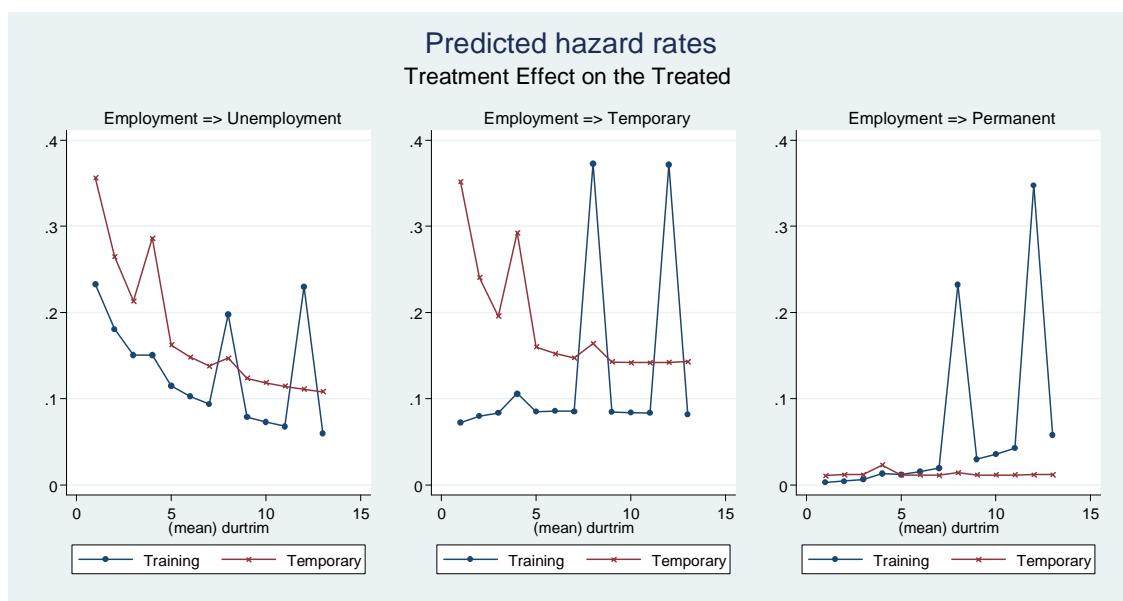 Predicted hazard rates
Treatment Effect on the Treated
Employment => Unemployment
.4
.3
.2
.1
0
0 5 10 15
(mean) durtrim
Training Temporary
Employment => Temporary
.4
.3
.2
.1
0
0 5 10 15
(mean) durtrim
Training Temporary
Employment => Permanent
.4
.3
.2
.1
0
0 5 10 15
(mean) durtrim
Training Temporary